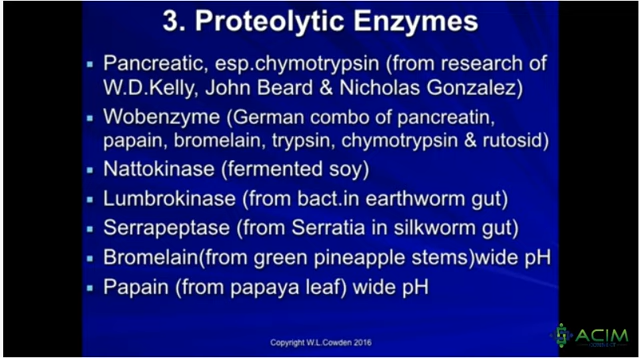 3. Proteolytic Enzymes
Pancreatic, esp.chymotrypsin (from research of
W.D.Kelly, John Beard & Nicholas Gonzalez)
Wobenzyme (German combo of pancreatin,
papain, bromelain, trypsin, chymotrypsin & rutosid)
Nattokinase (fermented soy)
Lumbrokinase (from bact.in earthworm gut)
Serrapeptase (from Serratia in silkworm gut)
Bromelain(from green pineapple stems)wide pH
Papain (from papaya leaf) wide pH
Copyright W.L.Cowden 2016
ACIM